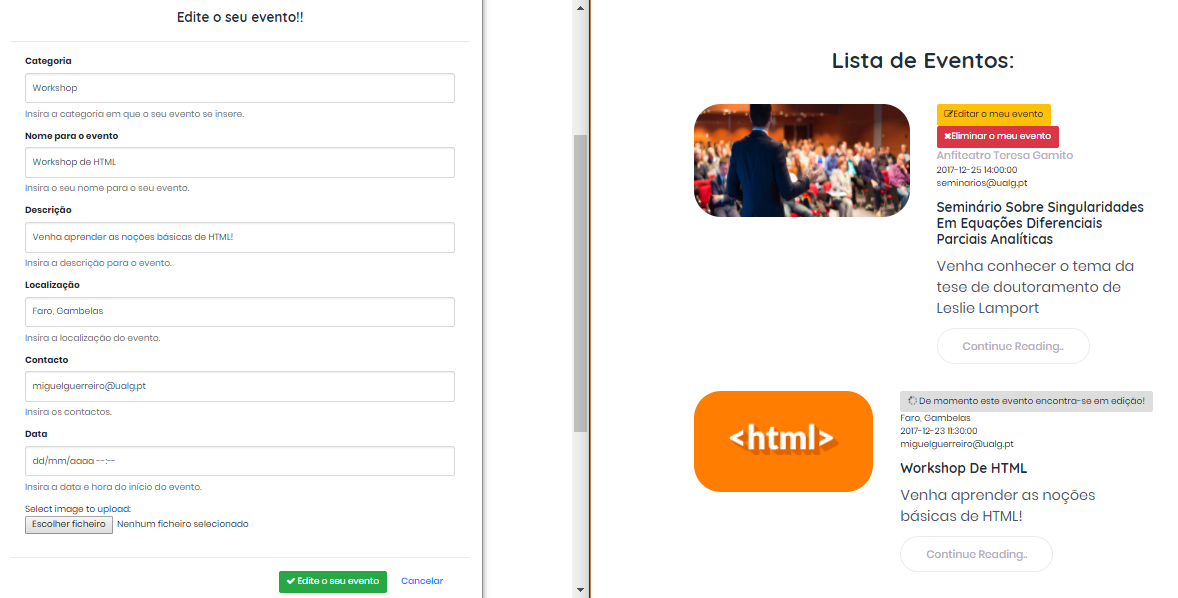 Edite o seu evento!!
Categoria
Workshop
Insira a categoria em que o seu evento se insere.
Nome para o evento
Workshop de HTML
Insira o seu nome para o seu evento.
Descrição
Venha aprender as noções básicas de HTML!
Insira a descrição para o evento.
Localização
Faro, Gambelas
Insira a localização do evento.
Contacto
miguelguerreiro@ualg.pt
Insira os contactos.
Data
dd/mm/aaaa --:--
Insira a data e hora do início do evento.
Select image to upload:
Escolher ficheiro Nenhum ficheiro selecionado
Edite o seu evento Cancelar
Lista de Eventos:
Editar o meu evento
Eliminar o meu evento
Anfiteatro Teresa Gamito
2017-12-25 14:00:00
seminarios@ualg.pt
Seminário Sobre Singularidades
Em Equações Diferenciais
Parciais Analíticas
Venha conhecer o tema da
tese de doutoramento de
Leslie Lamport
Continue Reading..
<html>
De momento este evento encontra-se em edição!
Faro, Gambelas
2017-12-23 11:30:00
miguelguerreiro@ualg.pt
Workshop De HTML
Venha aprender as noções
básicas de HTML!
Continue Reading..